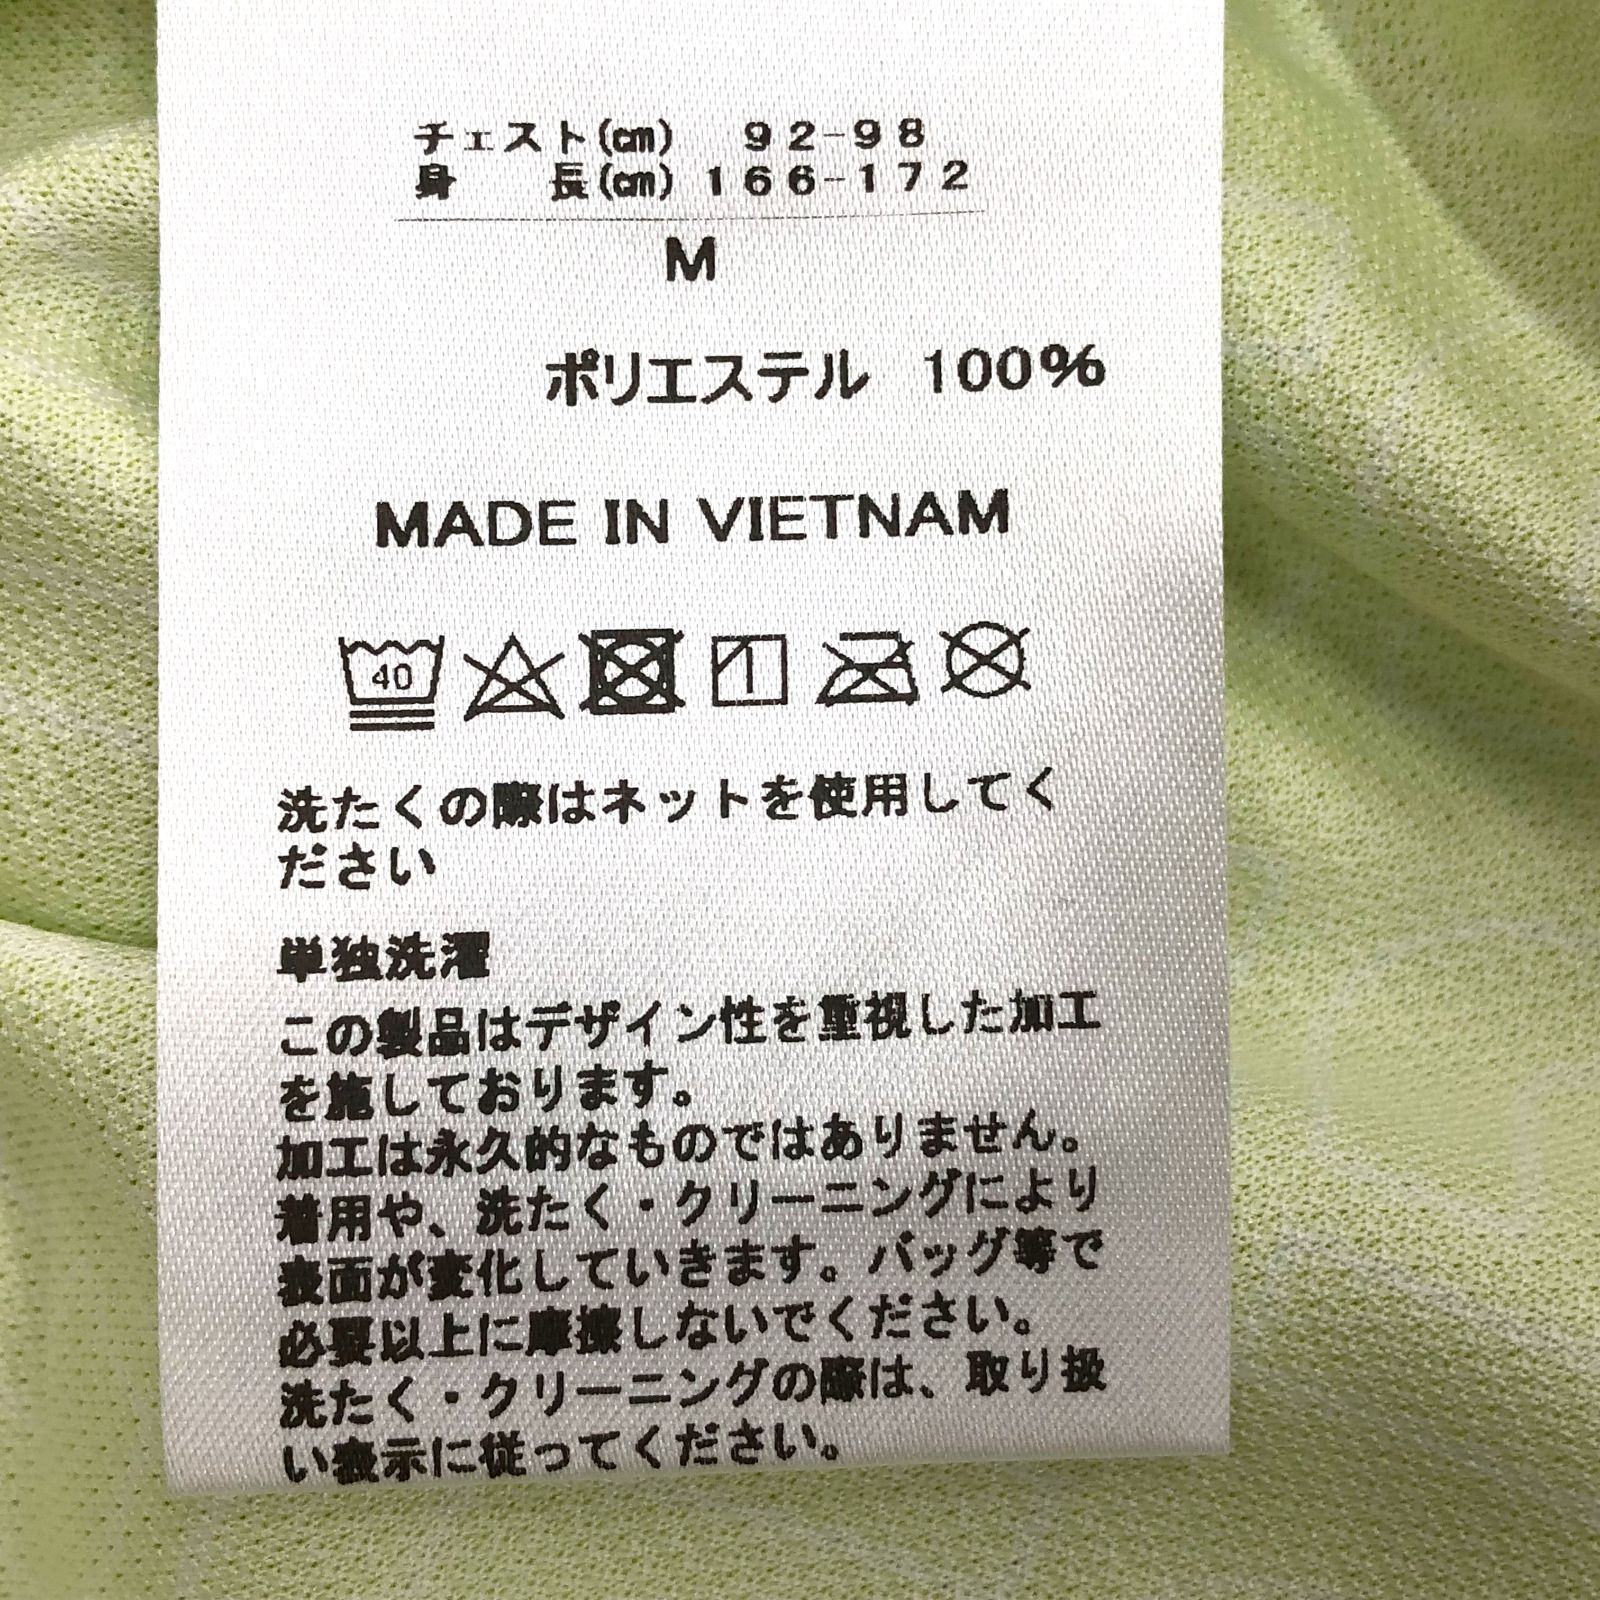 チェスト(cm) 92-98
身長(cm) 166-172
M
ポリエステル 100%
MADE IN VIETNAM
40
洗たくの際はネットを使用してく
ださい
単独洗濯
この製品はデザイン性を重視した加工
を施しております。
加工は永久的なものではありません。
着用や、洗たく・クリーニングにより
表面が変化していきます。バッグ等で
必要以上に摩擦しないでください。
洗たく・クリーニングの際は、取り扱
い表示に従ってください。